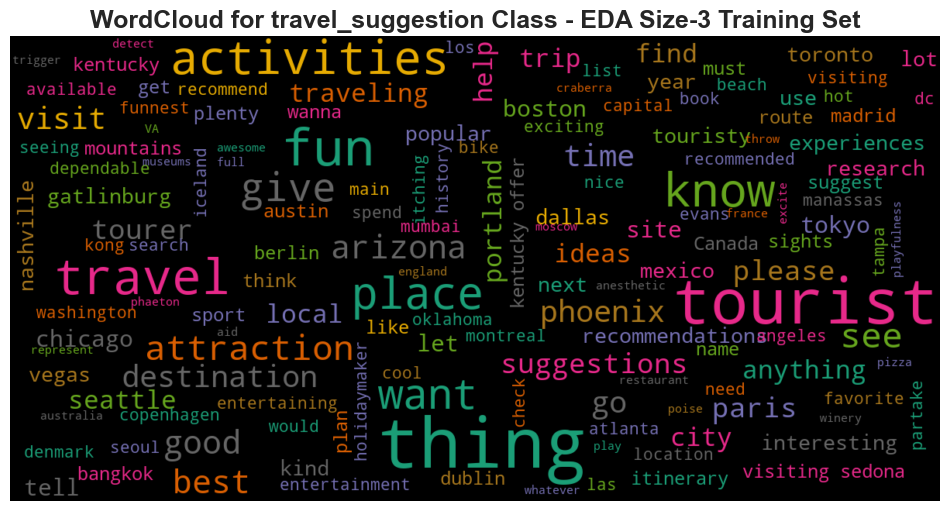 WordCloud for travel_suggestion Class - EDA Size-3 Training Set
detect
trigger
kentucky
activities
los
help
trip
list
find
must
toronto
lot
available
get
recommend
craberra
year
beach
visiting
visit
funnest
plenty
traveling
wanna
boston
capital
book
use
hot
madrid
dc
VA
fun
popular
bike
exciting
touristy
throw
route
experiences
seeing
mountains
museums
awesome
full
time
recommended
research
dependable
iceland
give
main
itching
history
portland
kentucky offer
nice
know
excite
suggest
manassas
nashville
gatlinburg
austin
spend
mumbai
dallas
moscow
evans
france
tokyo
tampa
playfulness
tourer
kong
search
berlin
arizona
ideas
site
Canada
sights
travel
think
england
place
next
anesthetic
mexico
please
tourist
phaeton
washington
sport
local
like
oklahoma
phoenix
chicago
aid
attraction
let
montreal
recommendations
name
angeles
see
represent
vegas
destination
holidaymaker
cool
want
suggestions
restaurant
anything
pizza
seattle
entertaining
check
need
favorite
partake
australia
copenhagen
would
plan
thing
go
poise
paris
winery
denmark
seoul
good
atlanta
play
city
location
interesting
bangkok
kind
tell
best
entertainment
dublin
whatever
las
itinerary
visiting sedona